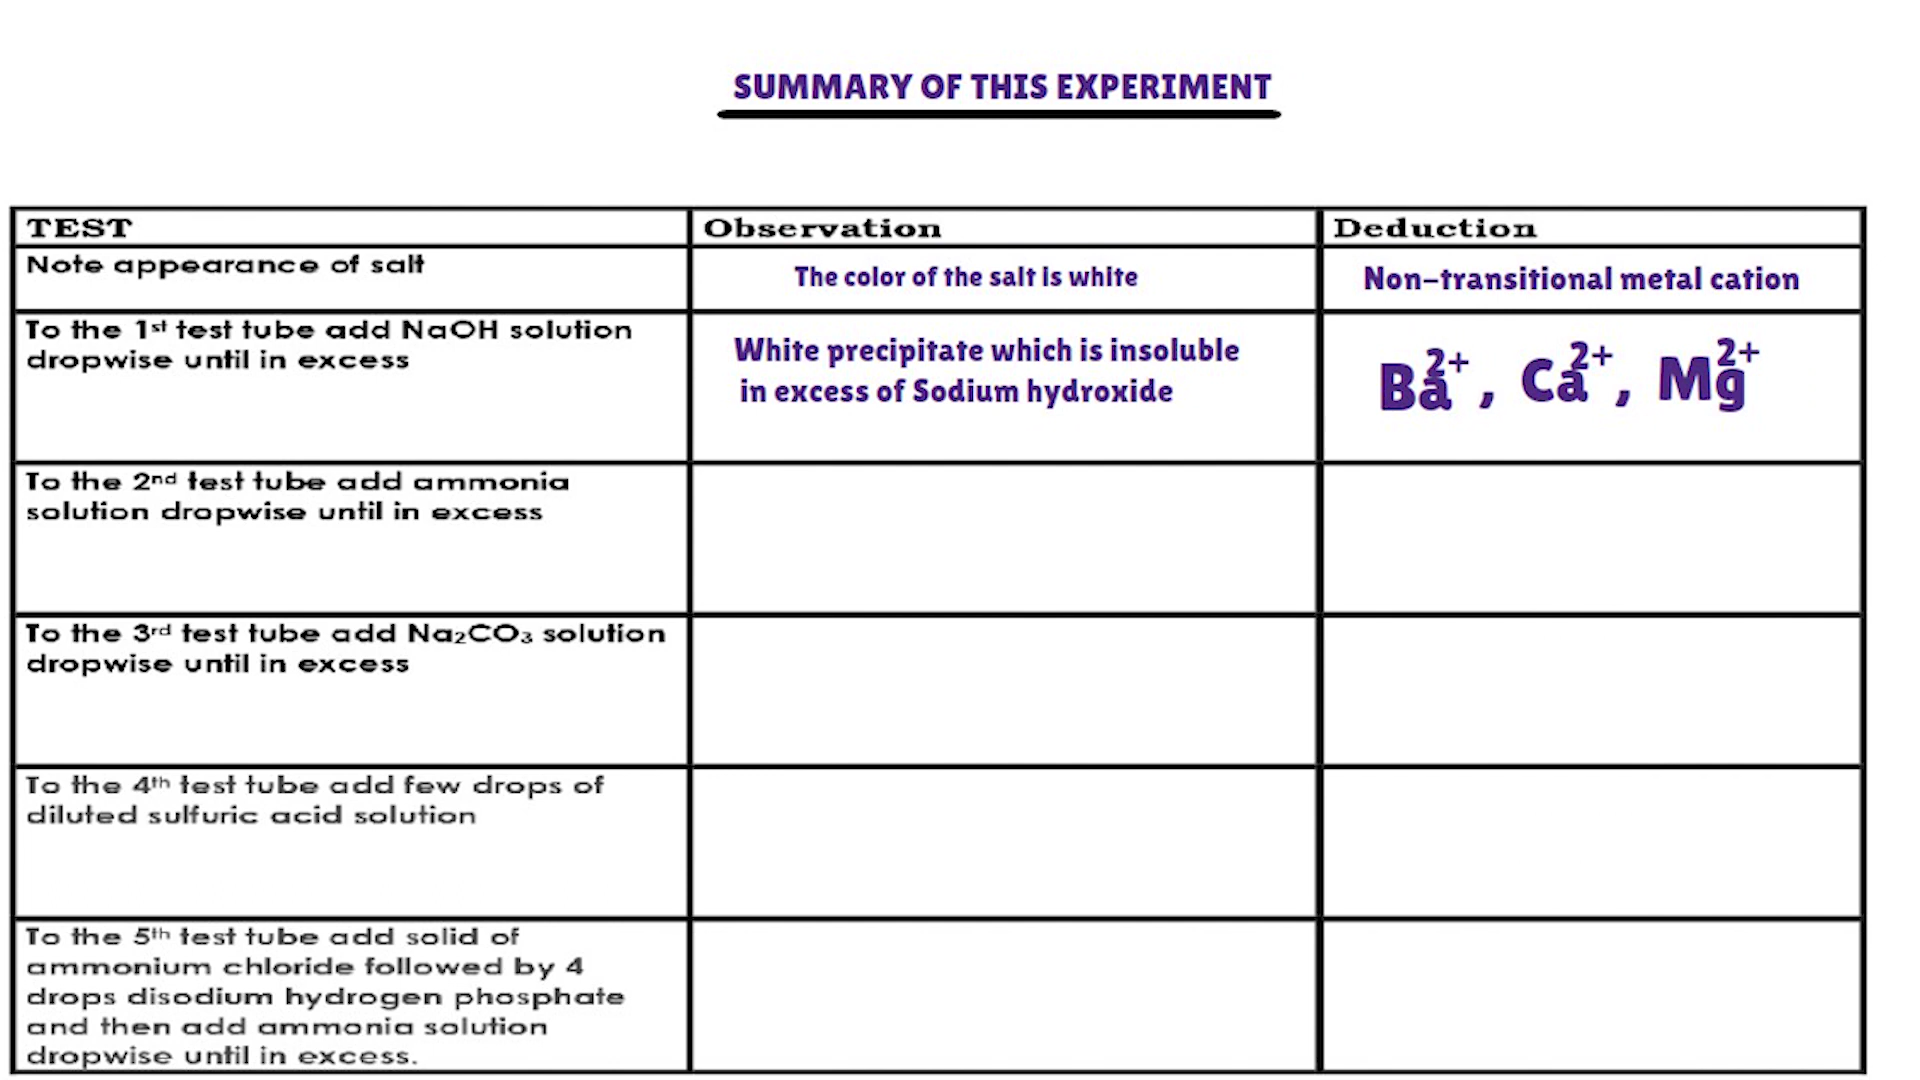 SUMMARY OF THIS EXPERIMENT
TEST
Observation
Deduction
Note appearance of salt
The color of the salt is white
Non-transitional metal cation
To the 1st test tube add NaOH solution
dropwise until in excess
White precipitate which is insoluble
in excess of Sodium hydroxide
Ba²⁺, Ca²⁺, Mg²⁺
To the 2nd test tube add ammonia
solution dropwise until in excess
To the 3rd test tube add Na₂CO₃ solution
dropwise until in excess
To the 4th test tube add few drops of
diluted sulfuric acid solution
To the 5th test tube add solid of
ammonium chloride followed by 4
drops disodium hydrogen phosphate
and then add ammonia solution
dropwise until in excess.